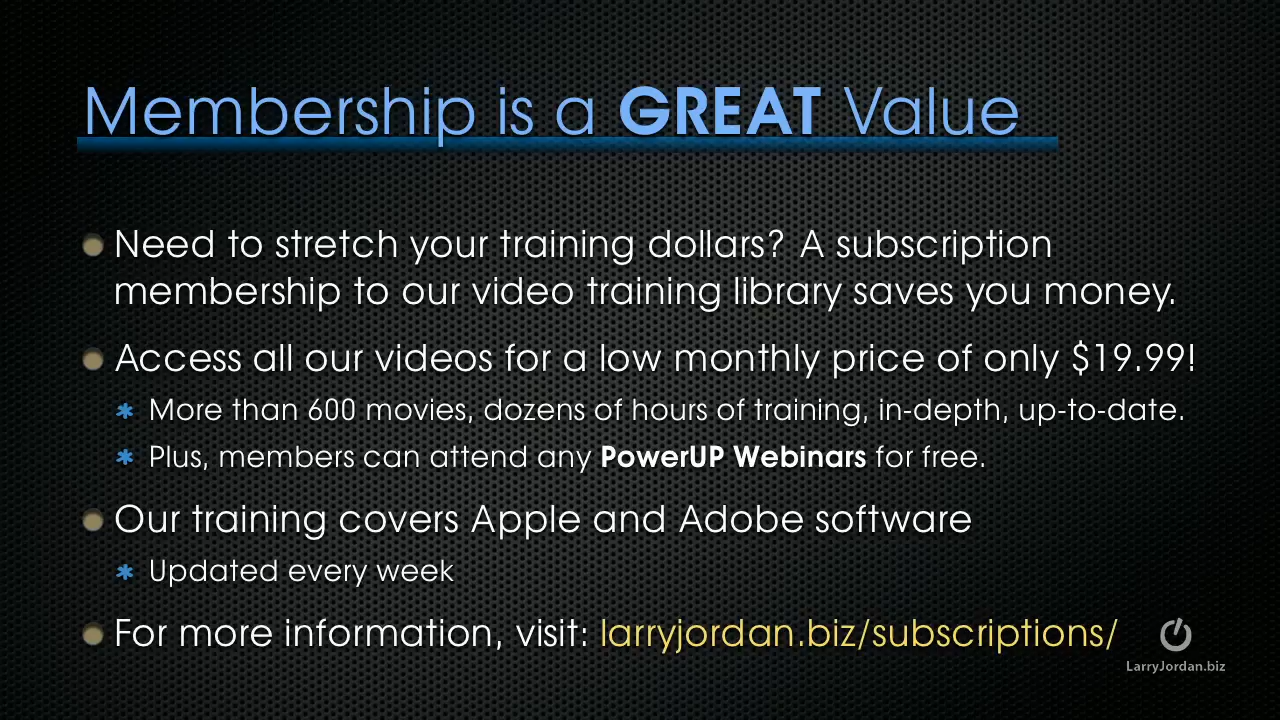 Membership is a GREAT Value
Need to stretch your training dollars? A subscription
membership to our video training library saves you money.
Access all our videos for a low monthly price of only $19.99!
More than 600 movies, dozens of hours of training, in-depth, up-to-date.
Plus, members can attend any PowerUP Webinars for free.
Our training covers Apple and Adobe software
Updated every week
For more information, visit: larryjordan.biz/subscriptions/
LarryJordan.biz